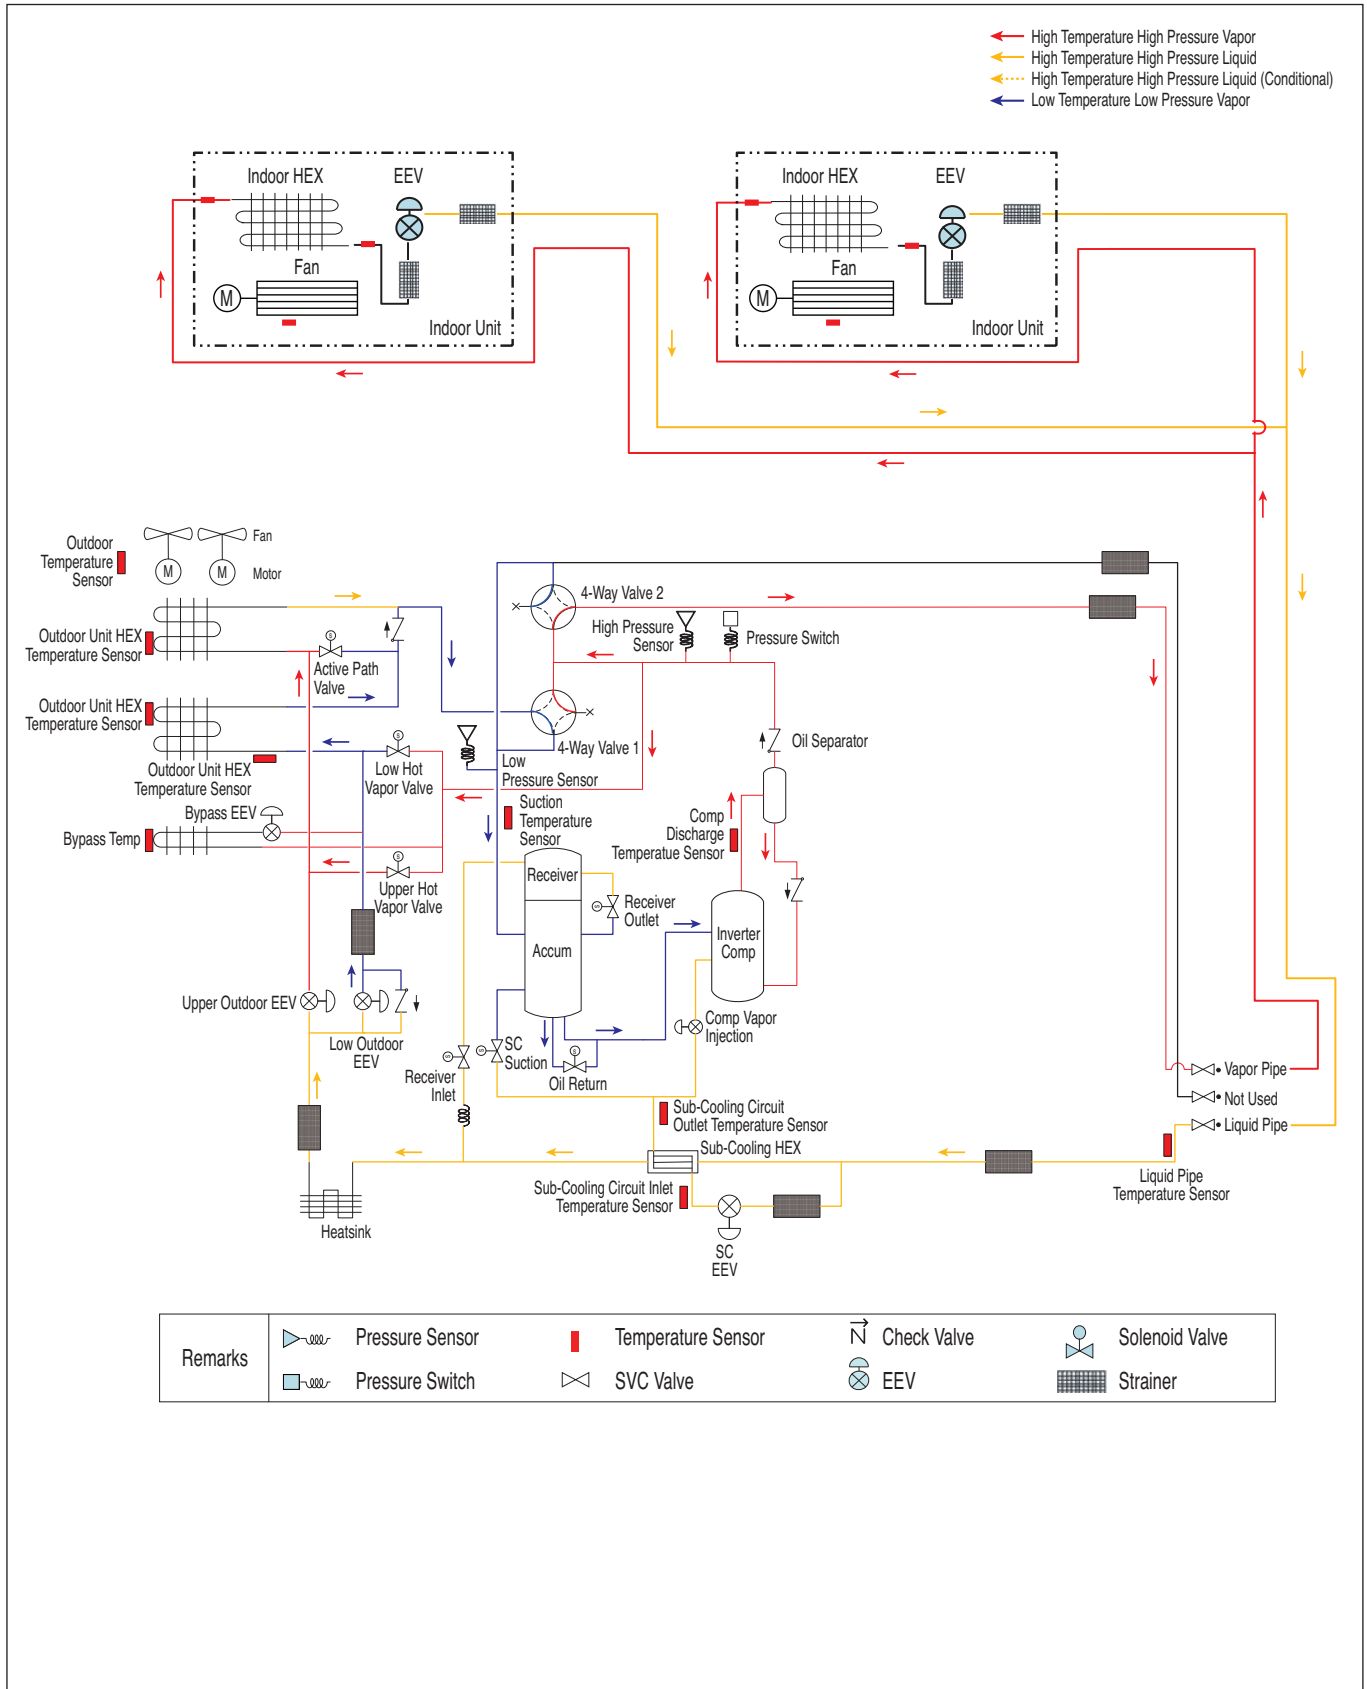 High Temperature High Pressure Vapor
High Temperature High Pressure Liquid
High Temperature High Pressure Liquid (Conditional)
Low Temperature Low Pressure Vapor
Indoor HEX
EEV
Fan
M
Indoor Unit
Indoor HEX
EEV
Fan
M
Indoor Unit
Outdoor
Temperature
Sensor
Fan
M
M
Motor
Outdoor Unit HEX
Temperature Sensor
S
Active Path
Valve
Outdoor Unit HEX
Temperature Sensor
Outdoor Unit HEX
Temperature Sensor
S
Low Hot
Vapor Valve
Bypass EEV
Bypass Temp
S
Upper Hot
Vapor Valve
Upper Outdoor EEV
Low Outdoor
EEV
4-Way Valve 2
High Pressure
Sensor
Pressure Switch
4-Way Valve 1
Low
Pressure Sensor
Suction
Temperature
Sensor
Oil Separator
Comp
Discharge
Temperatue Sensor
Receiver
S
Receiver
Outlet
Accum
Inverter
Comp
Comp Vapor
Injection
S
Receiver
Inlet
S
SC
Suction
S
Oil Return
Vapor Pipe
Not Used
Liquid Pipe
Sub-Cooling Circuit
Outlet Temperature Sensor
Sub-Cooling HEX
Sub-Cooling Circuit Inlet
Temperature Sensor
SC
EEV
Liquid Pipe
Temperature Sensor
Heatsink
Remarks
Pressure Sensor
Temperature Sensor
Check Valve
Solenoid Valve
Pressure Switch
SVC Valve
EEV
Strainer